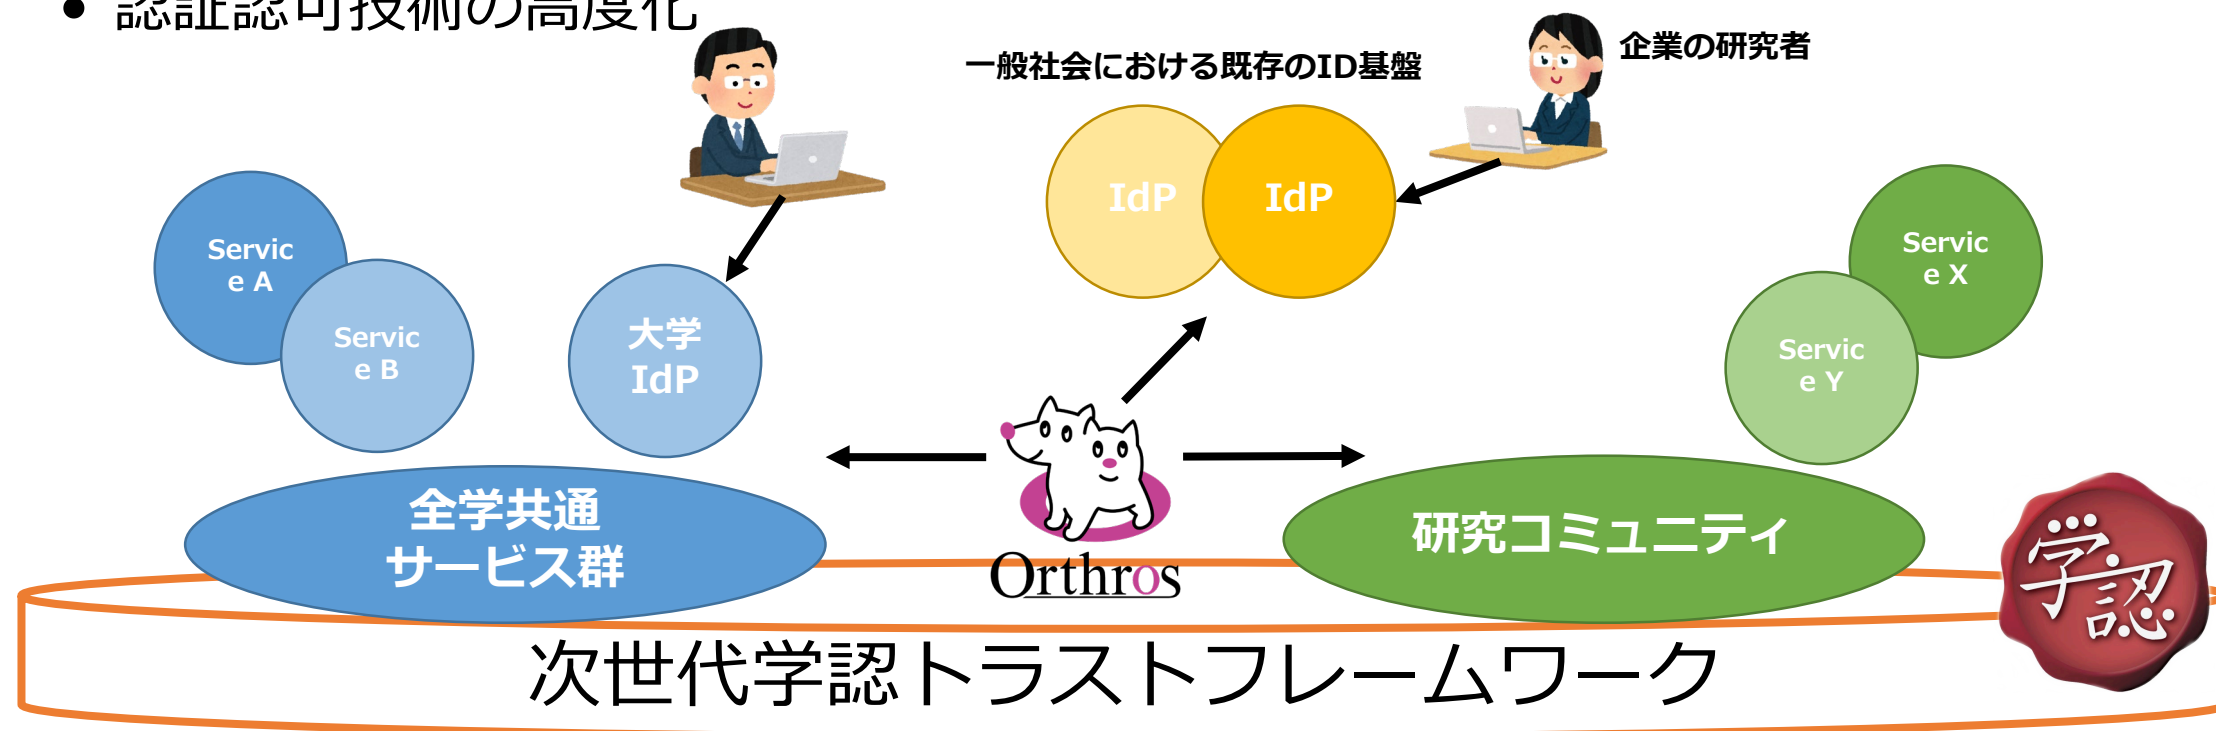 • 認証認可技術の高度化
一般社会における既存のID基盤
企業の研究者
IdP
IdP
Servic
e A
Servic
e B
大学
IdP
Servic
e X
Servic
e Y
全学共通
サービス群
Orthros
研究コミュニティ
学認
次世代学認トラストフレームワーク